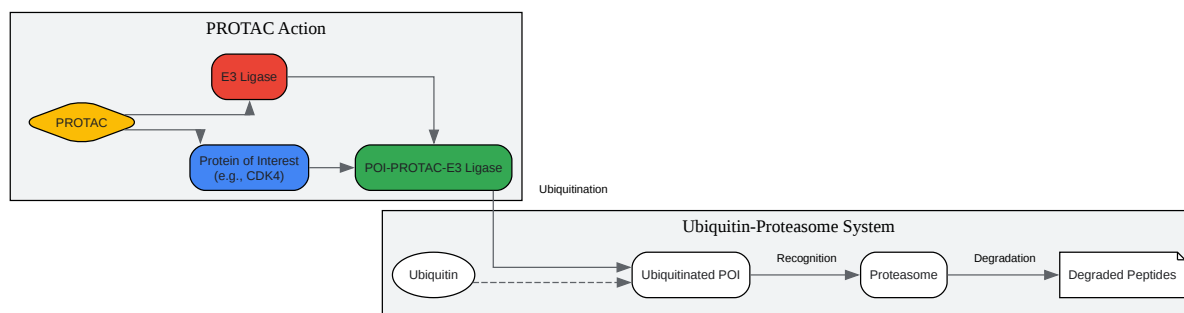 PROTAC Action
E3 Ligase
PROTAC
Protein of Interest
(e.g., CDK4)
POI-PROTAC-E3 Ligase
Ubiquitination
Ubiquitin-Proteasome System
Ubiquitin
Ubiquitinated POI
Recognition
Proteasome
Degradation
Degraded Peptides